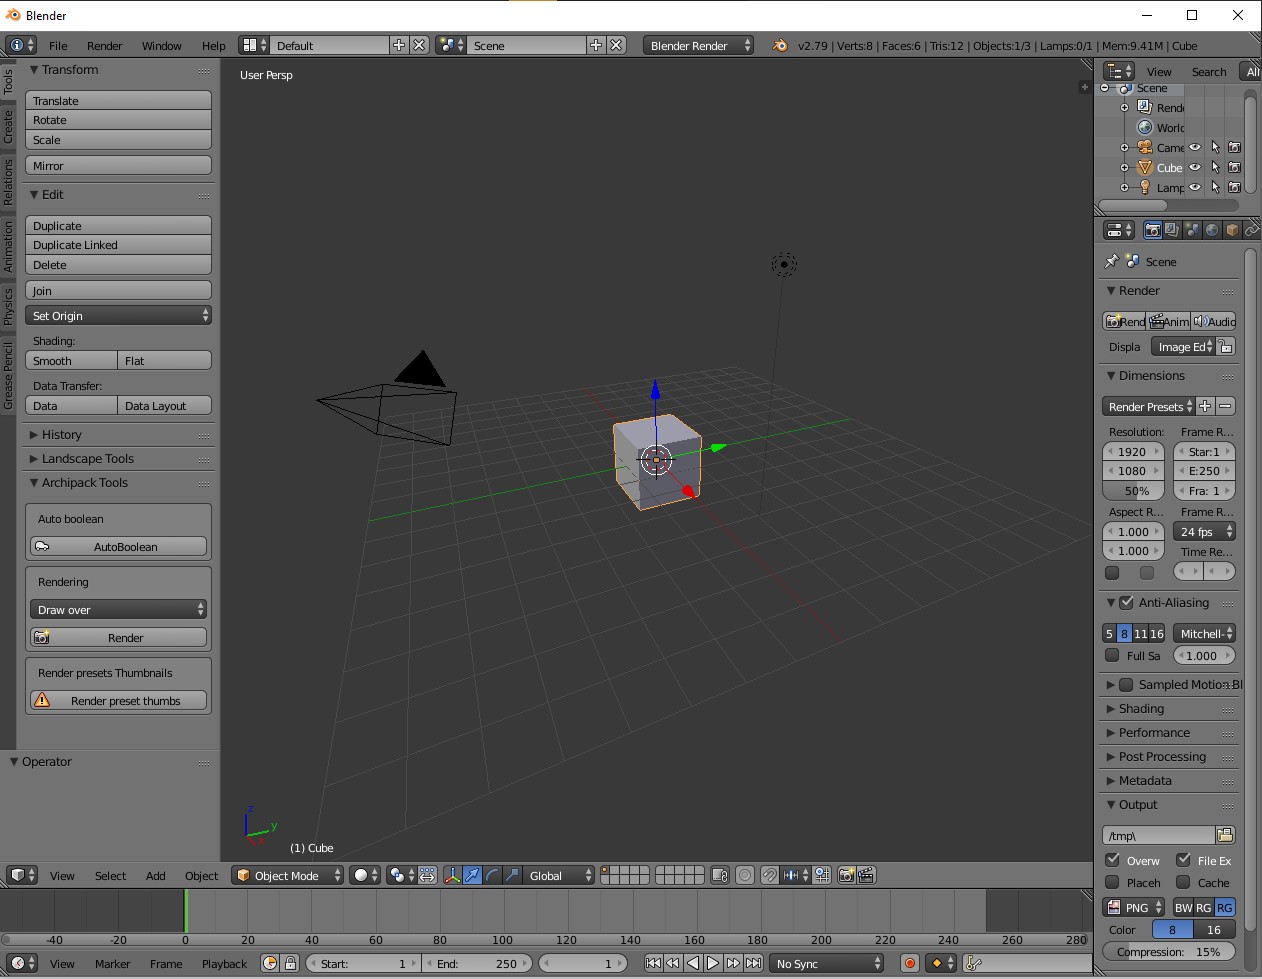 Blender
File Render Window Help Default Scene Blender Render v2.79 | Verts:8 | Faces:6 | Tris:12 | Objects:1/3 | Lamps:0/1 | Mem:9.41M | Cube
Tools
Create
Relations
Animation
Physics
Grease Pencil
Transform
Translate
Rotate
Scale
Mirror
Edit
Duplicate
Duplicate Linked
Delete
Join
Set Origin
Shading:
Smooth Flat
Data Transfer:
Data Data Layout
History
Landscape Tools
Archipack Tools
Auto boolean
AutoBoolean
Rendering
Draw over
Render
Render presets Thumbnails
Render preset thumbs
Operator
User Persp
z
y
x
(1) Cube
View Select Add Object Object Mode Global
-40 -20 0 20 40 60 80 100 120 140 160 180 200 220 240 260 280
View Marker Frame Playback Start: 1 End: 250 1 No Sync
View Search All
Scene
Rende
World
Came
Cube
Lamp
Scene
Render
Rend Anim Audio
Displa Image Ed
Dimensions
Render Presets
Resolution: Frame R...
1920 Star:1
1080 E:250
50% Fra: 1
Aspect R... Frame R...
1.000 24 fps
1.000 Time Re...
Anti-Aliasing
5 8 11 16 Mitchell-
Full Sa 1.000
Sampled Motion Bl
Shading
Performance
Post Processing
Metadata
Output
/tmp\
Overw File Ex
Placeh Cache
PNG BW RG RG
Color 8 16
Compression: 15%